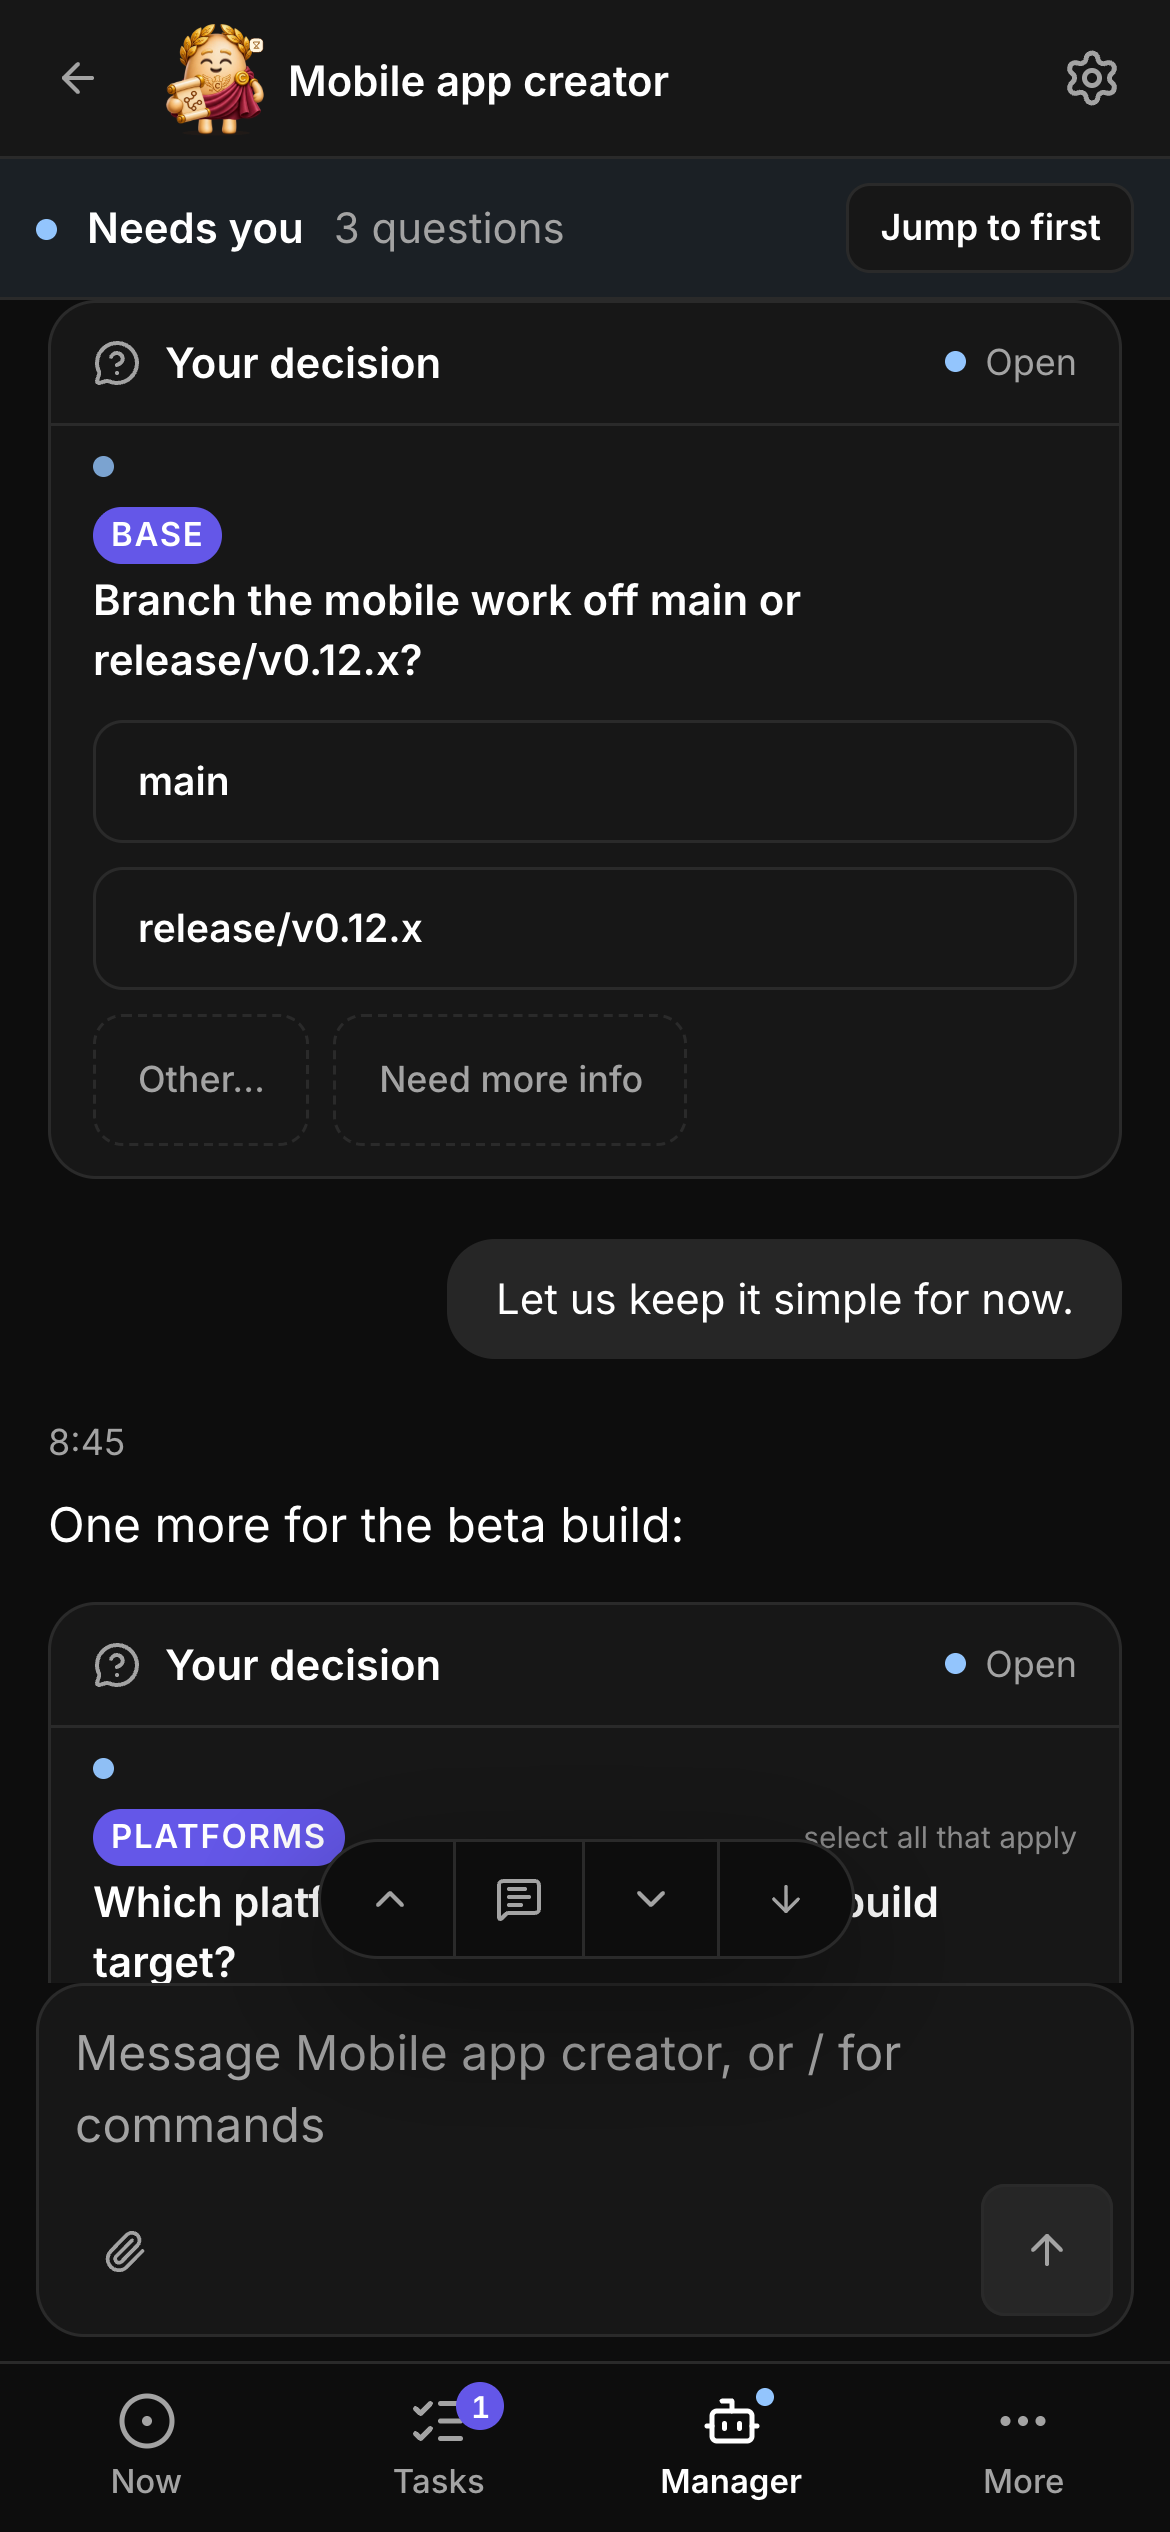 Mobile app creator
Needs you 3 questions
Jump to first
Your decision
Open
BASE
Branch the mobile work off main or
release/v0.12.x?
main
release/v0.12.x
Other...
Need more info
Let us keep it simple for now.
8:45
One more for the beta build:
Your decision
Open
PLATFORMS
select all that apply
Which build
target?
Message Mobile app creator, or / for
commands
1
Now
Tasks
Manager
More